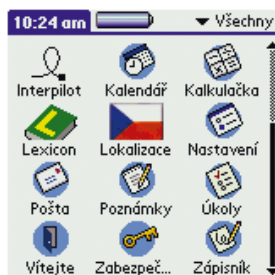 10:24 am Všechny
Interpilot Kalendář Kalkulačka
Lexicon Lokalizace Nastavení
Pošta Poznámky Úkoly
Vítejte Zabezpeč... Zápisník